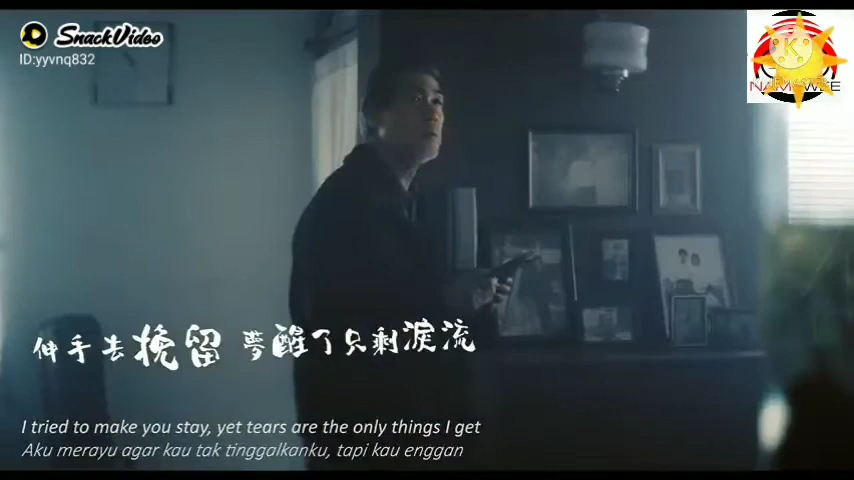 SnackVideo
ID:yyvnq832
K
NAMEWEE
伸手去挽留 夢醒了只剩淚流
I tried to make you stay, yet tears are the only things I get
Aku merayu agar kau tak tinggalkanku, tapi kau enggan